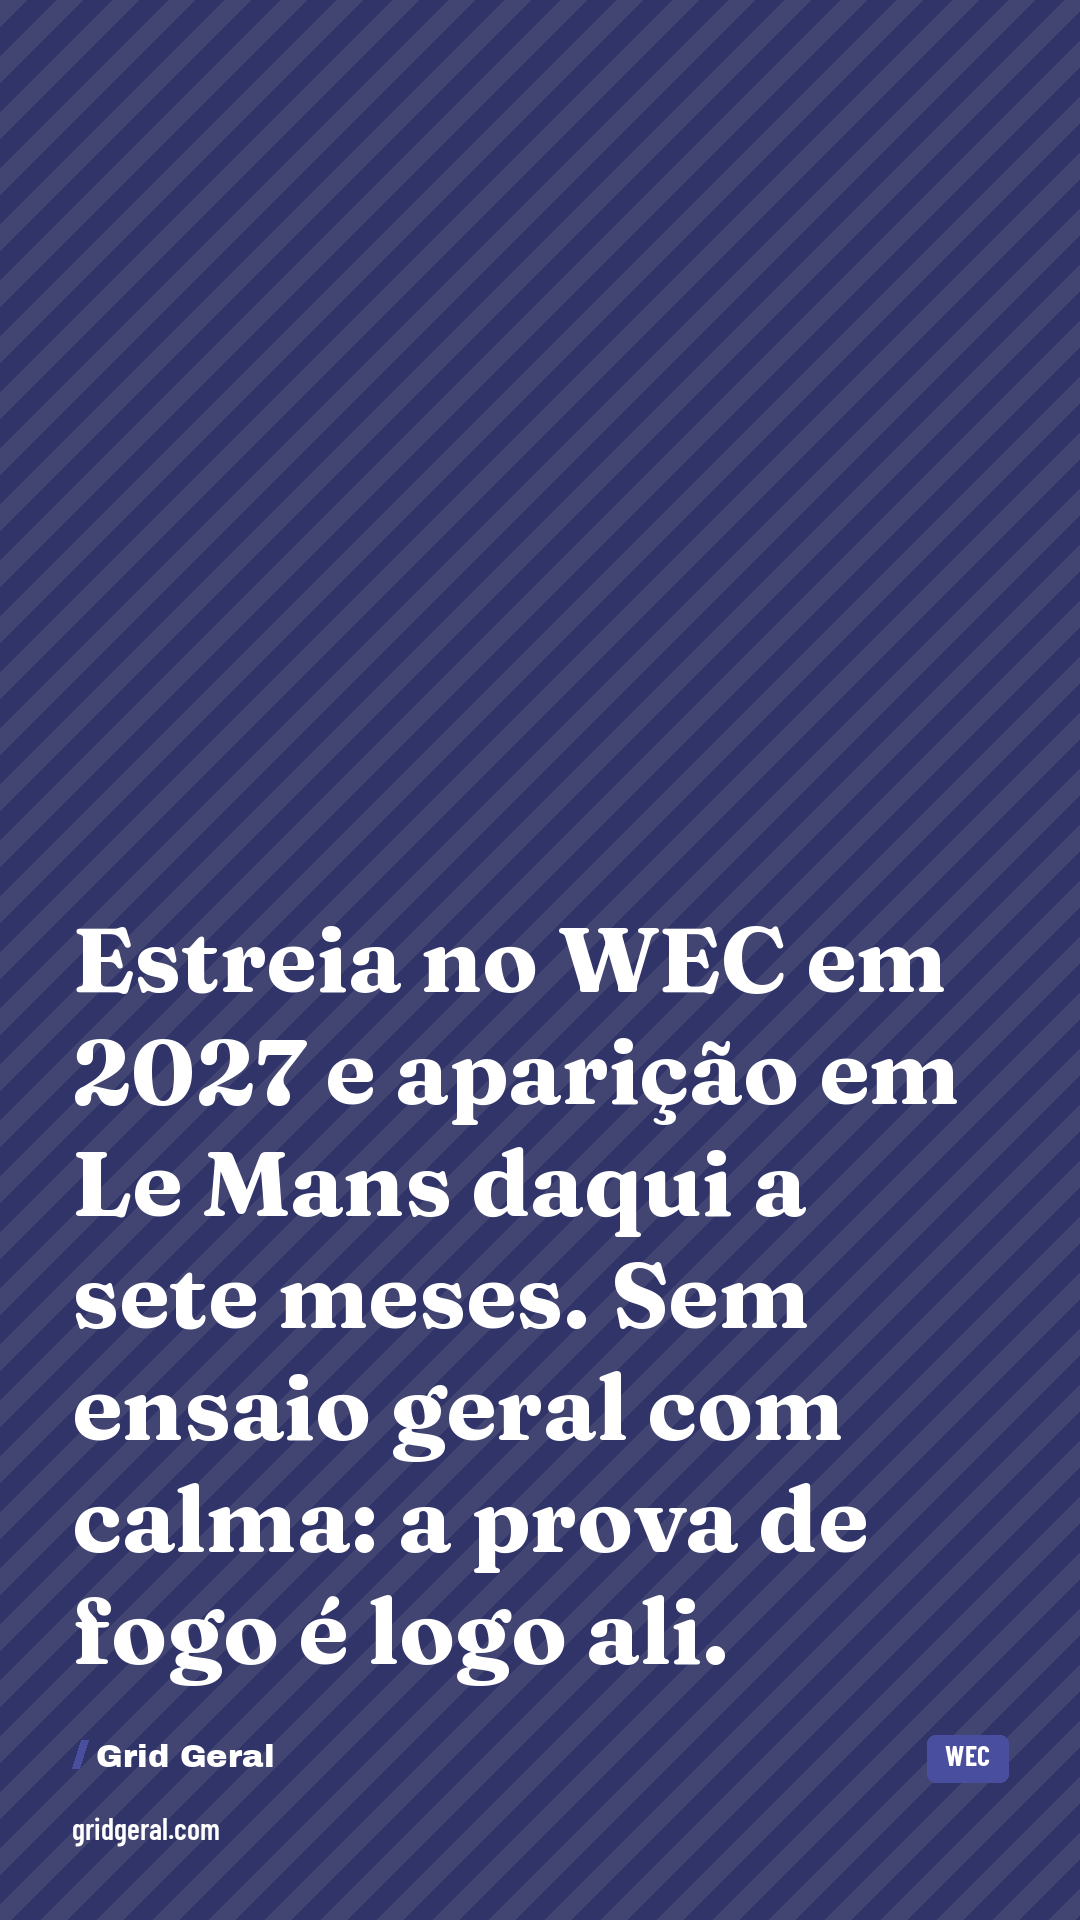 Estreia no WEC em
2027 e aparição em
Le Mans daqui a
sete meses. Sem
ensaio geral com
calma: a prova de
fogo é logo ali.
Grid Geral
WEC
gridgeral.com